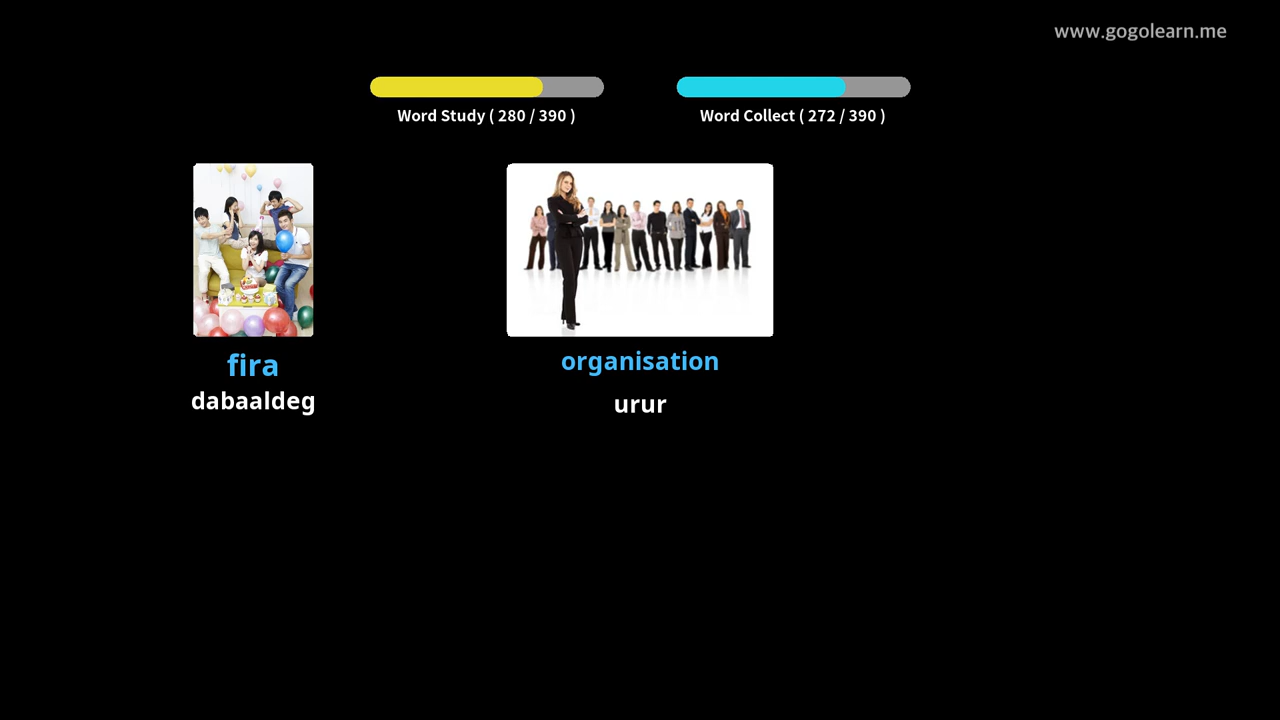 www.gogolearn.me
Word Study ( 280 / 390 )
Word Collect ( 272 / 390 )
fira
dabaaldeg
organisation
urur